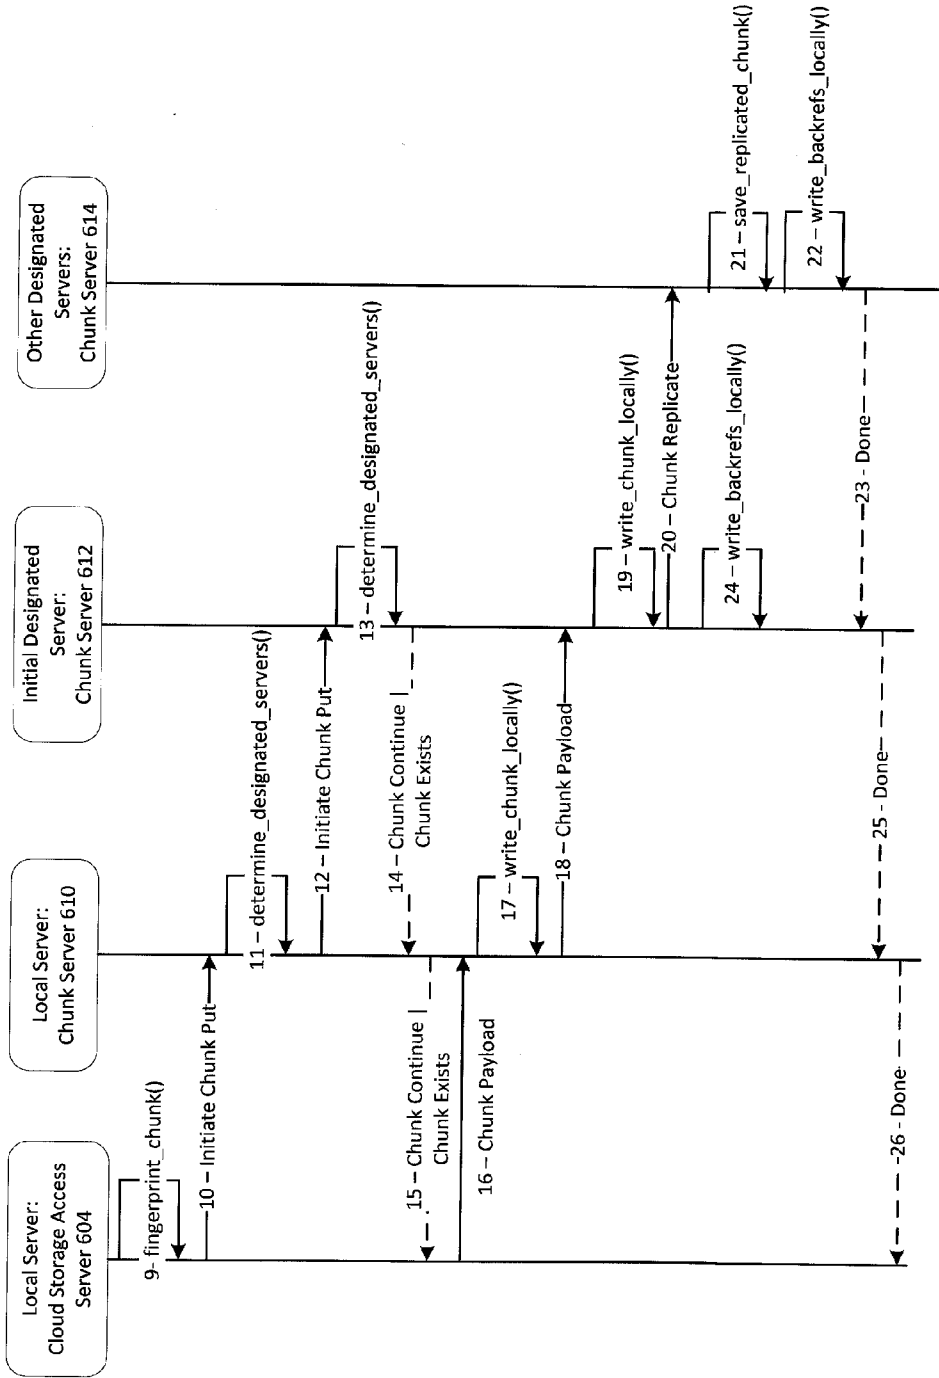 Local Server:
Cloud Storage Access
Server 604
Local Server:
Chunk Server 610
Initial Designated
Server:
Chunk Server 612
Other Designated
Servers:
Chunk Server 614
9- fingerprint_chunk()
10 – Initiate Chunk Put
11 – determine_designated_servers()
12 – Initiate Chunk Put
13 – determine_designated_servers()
14 – Chunk Continue |
Chunk Exists
15 – Chunk Continue |
Chunk Exists
16 – Chunk Payload
17 – write_chunk_locally()
18 – Chunk Payload
19 – write_chunk_locally()
20 – Chunk Replicate
21 – save_replicated_chunk()
22 – write_backrefs_locally()
24 – write_backrefs_locally()
23 - Done
25 - Done
26 - Done